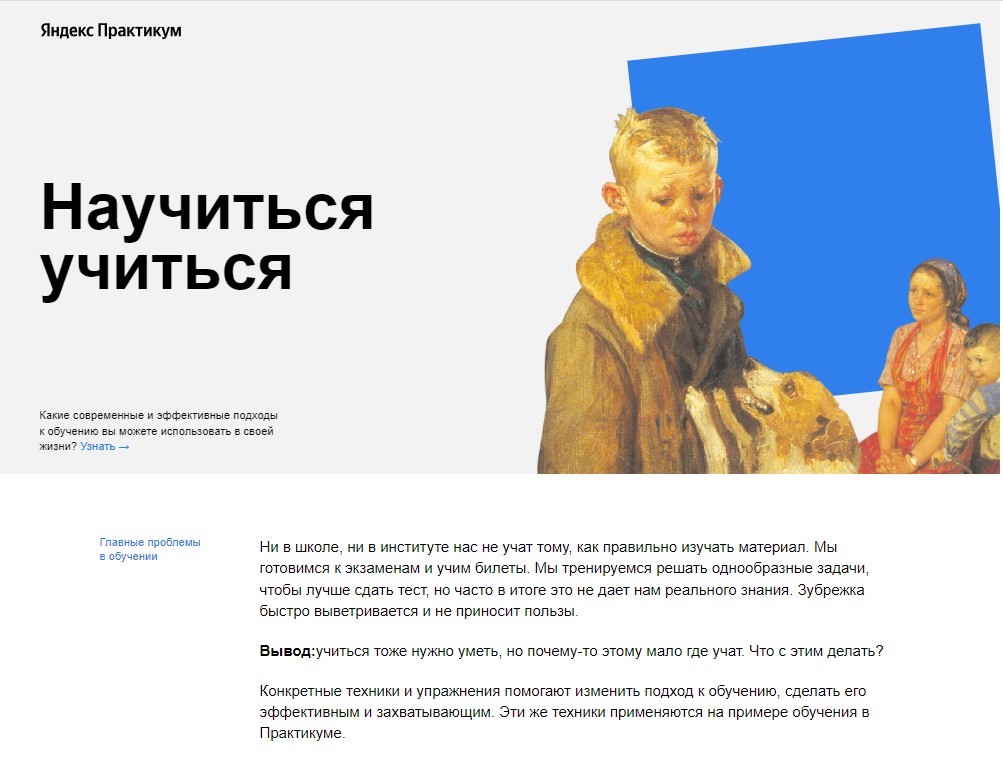 Яндекс Практикум
Научиться
учиться
Какие современные и эффективные подходы
к обучению вы можете использовать в своей
жизни? Узнать →
Главные проблемы
в обучении
Ни в школе, ни в институте нас не учат тому, как правильно изучать материал. Мы
готовимся к экзаменам и учим билеты. Мы тренируемся решать однообразные задачи,
чтобы лучше сдать тест, но часто в итоге это не дает нам реального знания. Зубрежка
быстро выветривается и не приносит пользы.
Вывод:учиться тоже нужно уметь, но почему-то этому мало где учат. Что с этим делать?
Конкретные техники и упражнения помогают изменить подход к обучению, сделать его
эффективным и захватывающим. Эти же техники применяются на примере обучения в
Практикуме.